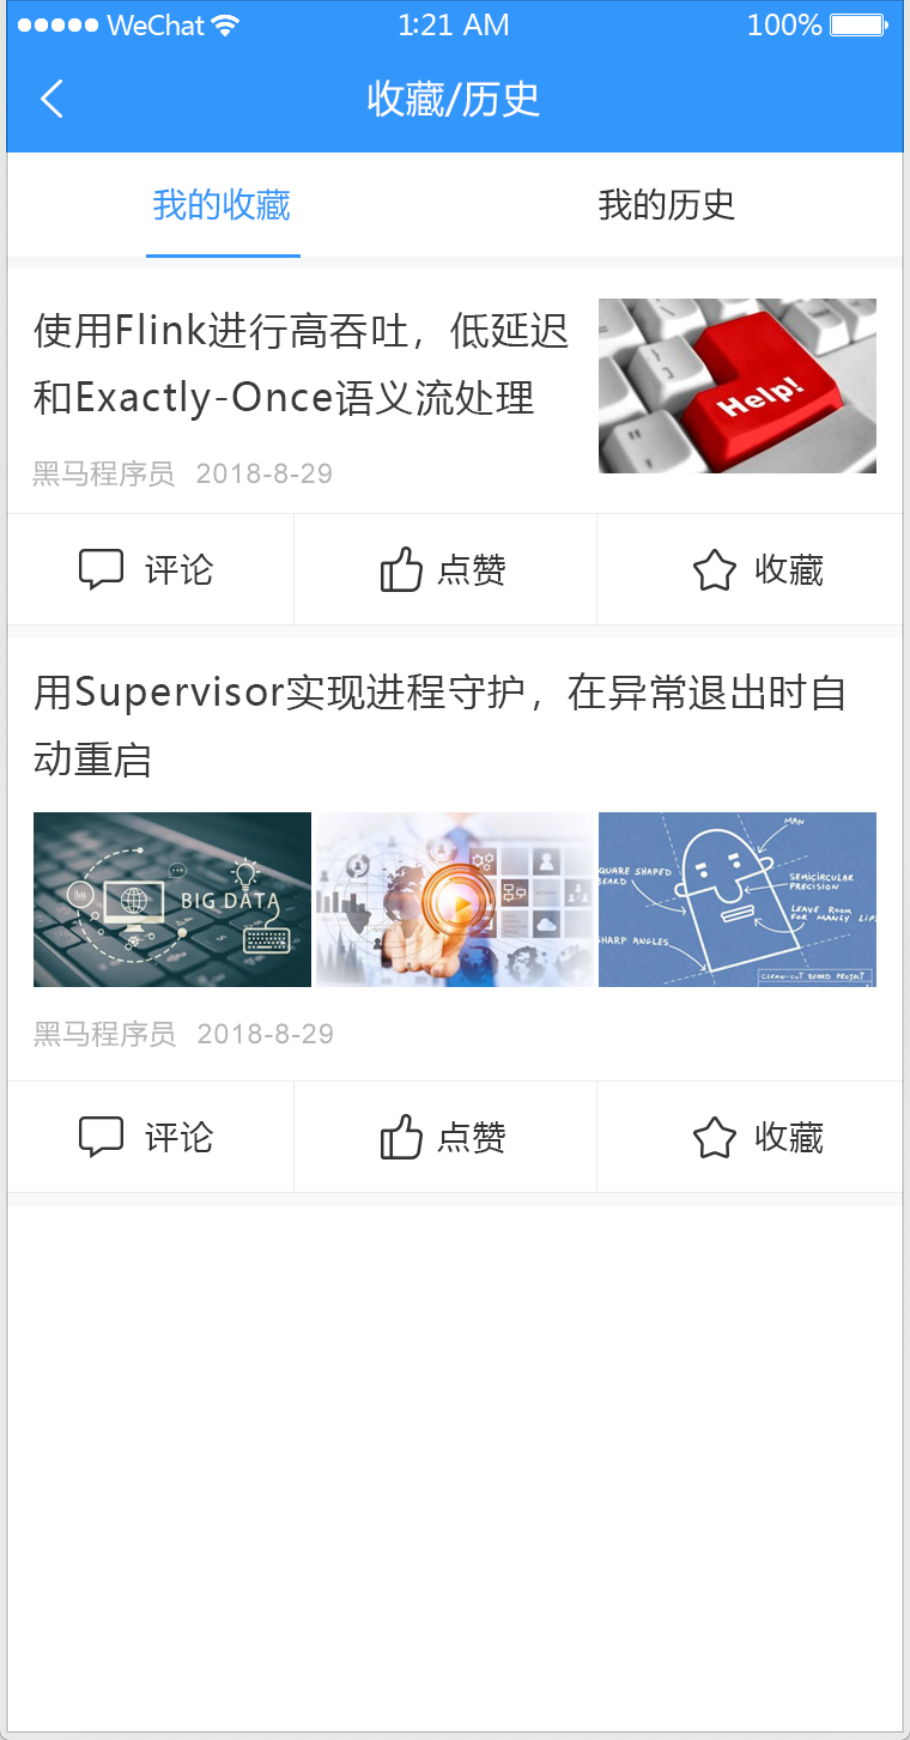 WeChat 1:21 AM 100%
收藏/历史
我的收藏 我的历史
使用Flink进行高吞吐，低延迟
和Exactly-Once语义流处理
Help!
黑马程序员 2018-8-29
评论 点赞 收藏
用Supervisor实现进程守护，在异常退出时自
动重启
BIG DATA
MAN
QUARE SHAPED
BEARD
SEMICIRCULAR
PRECISION
LEAVE ROOM
FOR MANLY LIP
SHARP ANGLES
CLEAN-CUT BEARD PROJECT
黑马程序员 2018-8-29
评论 点赞 收藏